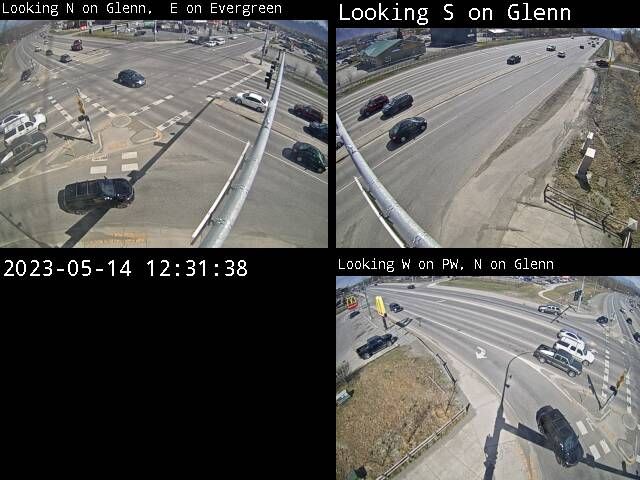 Looking N on Glenn,  E on Evergreen
Looking S on Glenn
2023-05-14 12:31:38
Looking W on PW, N on Glenn